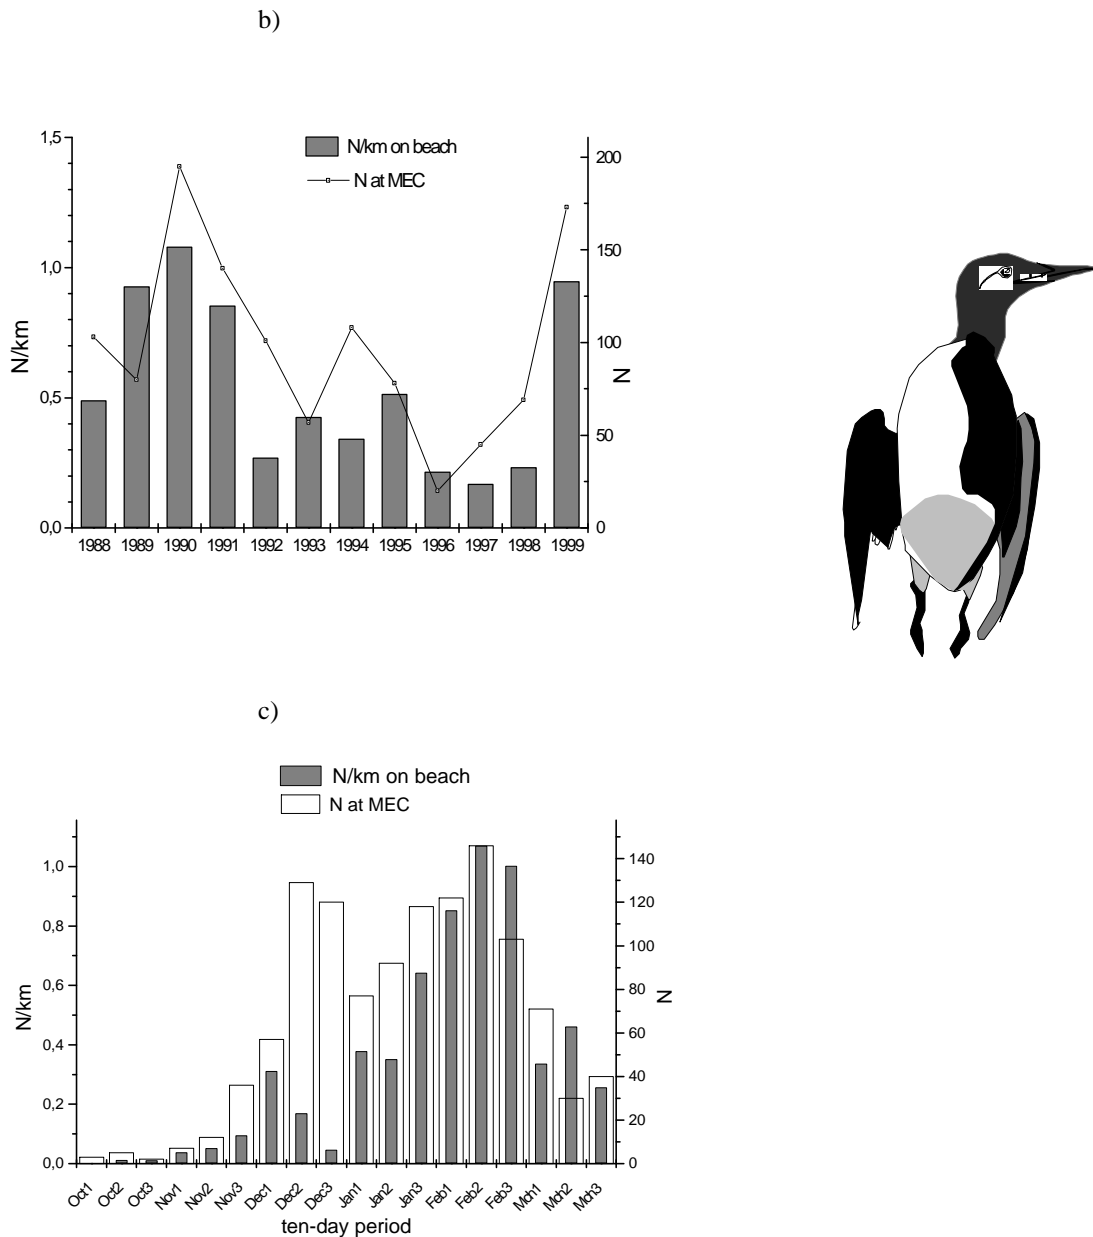 b)
N/km on beach
N at MEC
1,5
1,0
0,5
0,0
N/km
200
150
100
50
0
N
1988 1989 1990 1991 1992 1993 1994 1995 1996 1997 1998 1999
c)
N/km on beach
N at MEC
1,0
0,8
0,6
0,4
0,2
0,0
N/km
140
120
100
80
60
40
20
0
N
Oct1 Oct2 Oct3 Nov1 Nov2 Nov3 Dec1 Dec2 Dec3 Jan1 Jan2 Jan3 Feb1 Feb2 Feb3 Mch1 Mch2 Mch3
ten-day period